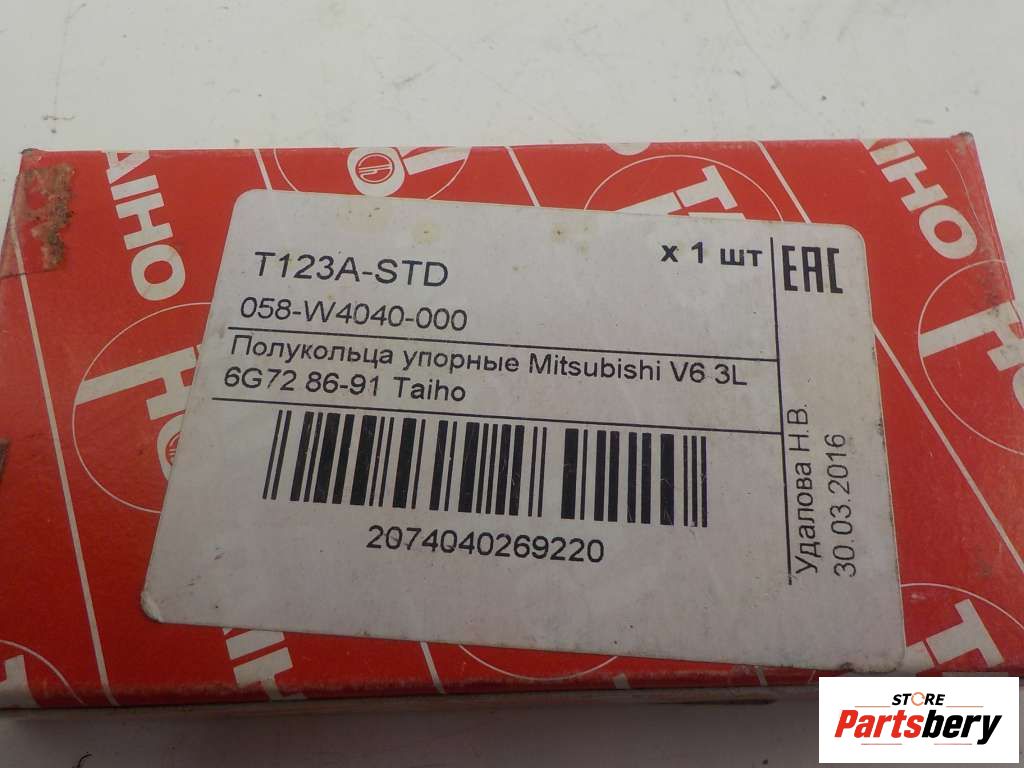 TAIHO
T123A-STD
x 1 шт
058-W4040-000
Полукольца упорные Mitsubishi V6 3L
6G72 86-91 Taiho
2074040269220
EAC
Удалова Н.В.
30.03.2016
STORE
Partsbery